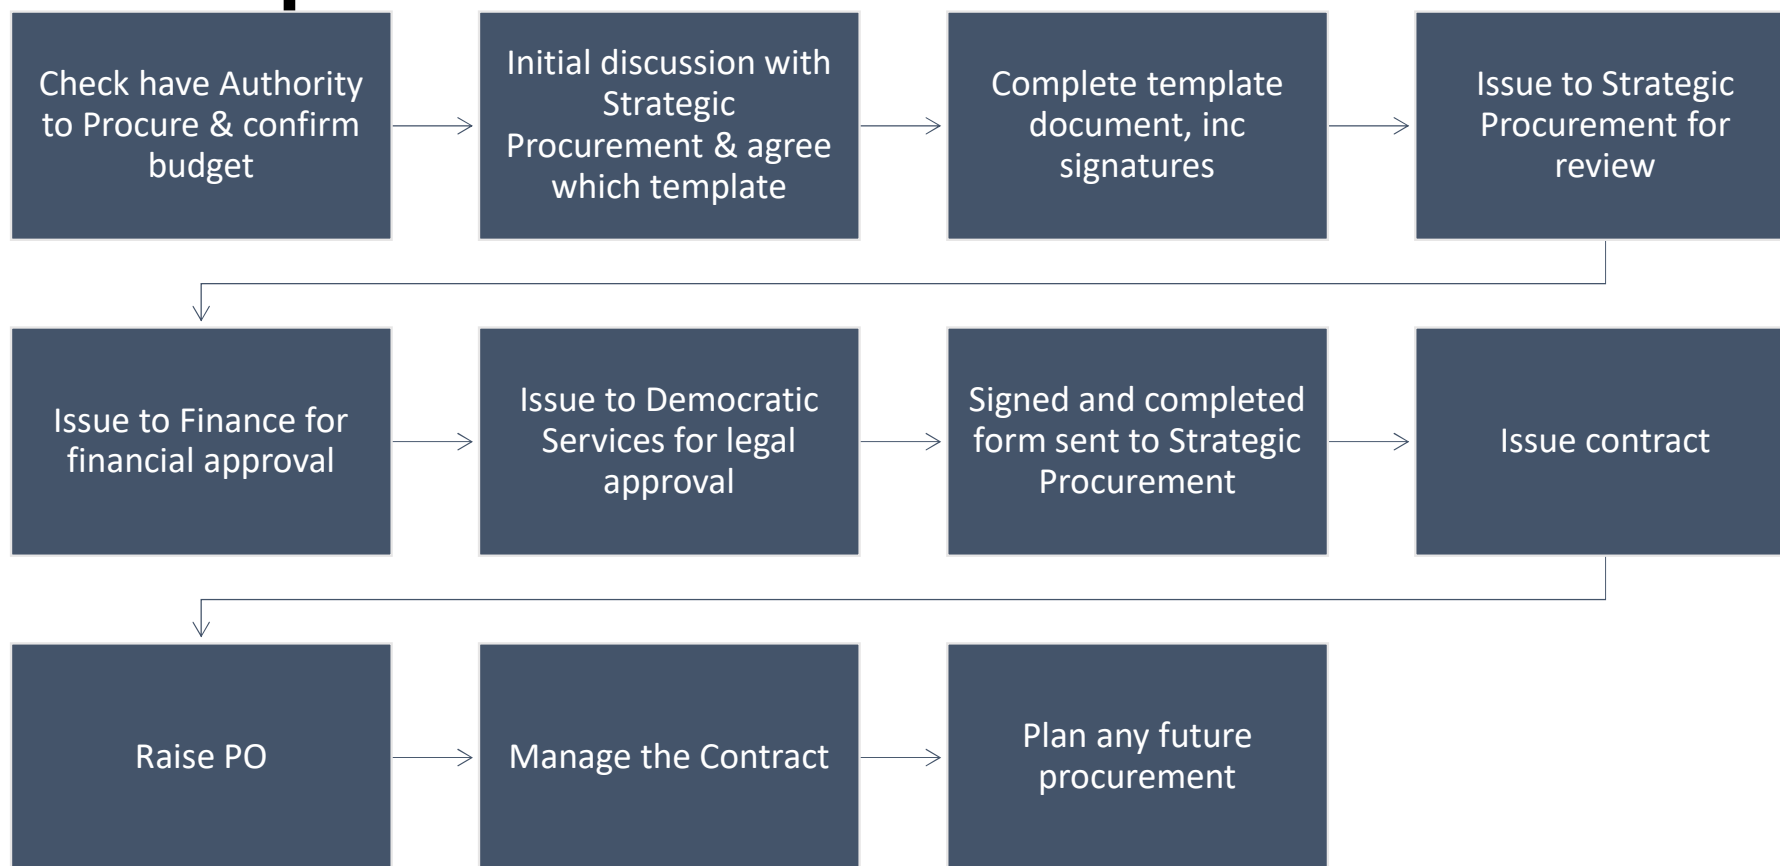 Check have Authority
to Procure & confirm
budget
Initial discussion with
Strategic
Procurement & agree
which template
Complete template
document, inc
signatures
Issue to Strategic
Procurement for
review
Issue to Finance for
financial approval
Issue to Democratic
Services for legal
approval
Signed and completed
form sent to Strategic
Procurement
Issue contract
Raise PO
Manage the Contract
Plan any future
procurement